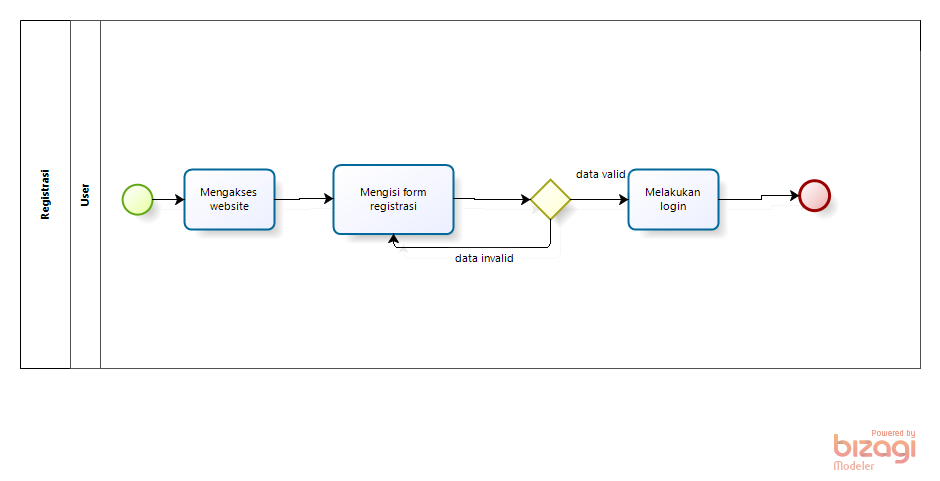 Registrasi
User
Mengakses
website
Mengisi form
registrasi
data valid
data invalid
Melakukan
login
Powered by
bizagi
Modeler